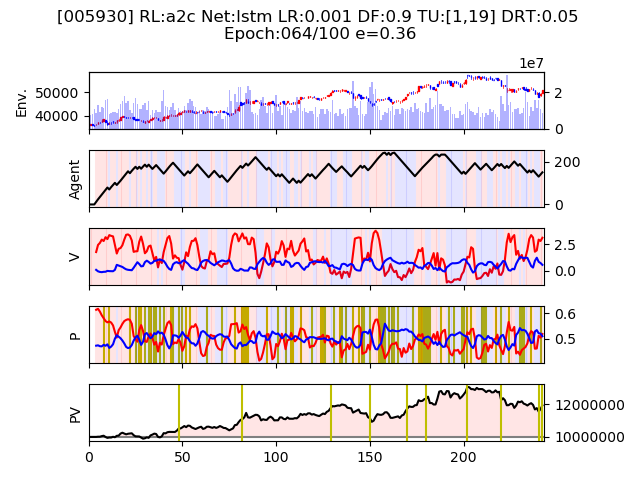 [005930] RL:a2c Net:lstm LR:0.001 DF:0.9 TU:[1,19] DRT:0.05
Epoch:064/100 e=0.36
1e7
Env.
50000
40000
2
0
Agent
200
0
V
2.5
0.0
P
0.6
0.5
PV
12000000
10000000
0 50 100 150 200